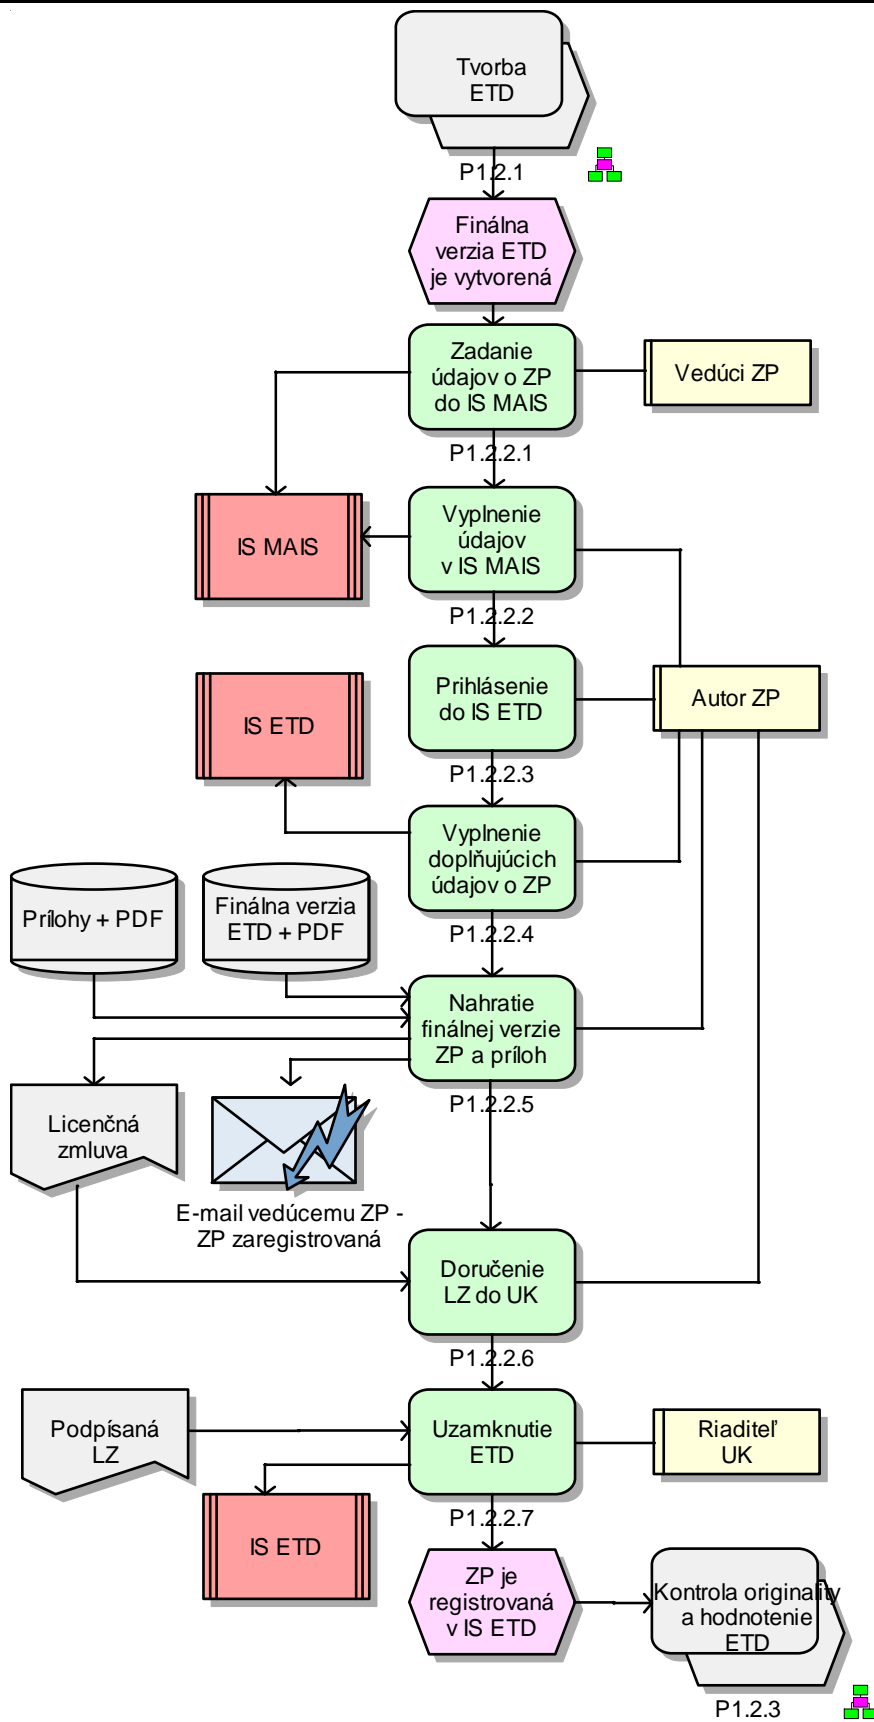 Tvorba
ETD
P1.2.1
Finálna
verzia ETD
je vytvorená
Zadanie
údajov o ZP
do IS MAIS
Vedúci ZP
P1.2.2.1
IS MAIS
Vyplnenie
údajov
v IS MAIS
P1.2.2.2
IS ETD
Prihlásenie
do IS ETD
Autor ZP
P1.2.2.3
Vyplnenie
doplňujúcich
údajov o ZP
Prílohy + PDF
Finálna verzia
ETD + PDF
P1.2.2.4
Nahratie
finálnej verzie
ZP a príloh
P1.2.2.5
Licenčná
zmluva
E-mail vedúcemu ZP -
ZP zaregistrovaná
Doručenie
LZ do UK
P1.2.2.6
Podpísaná
LZ
Uzamknutie
ETD
Riaditeľ
UK
P1.2.2.7
IS ETD
ZP je
registrovaná
v IS ETD
Kontrola originality
a hodnotenie
ETD
P1.2.3